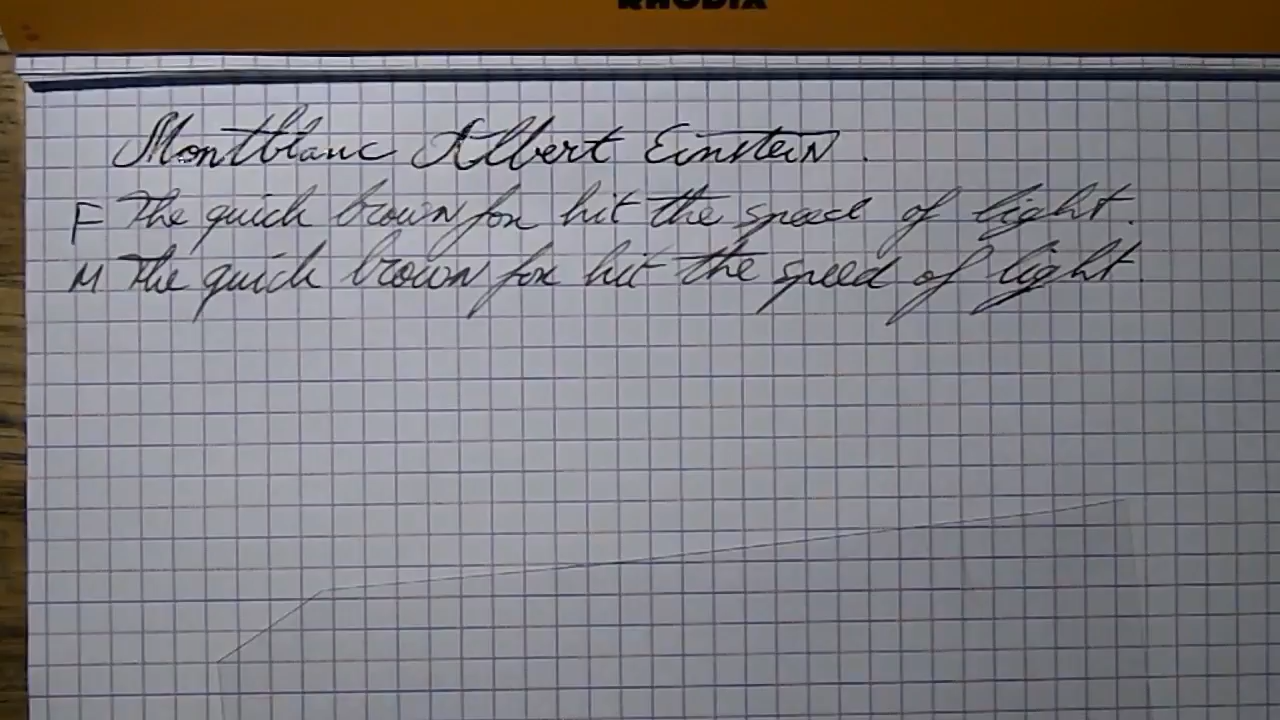 RHODIA
Montblanc Albert Einstein.
F The quick brown fox hit the speed of light.
M The quick brown fox hit the speed of light.